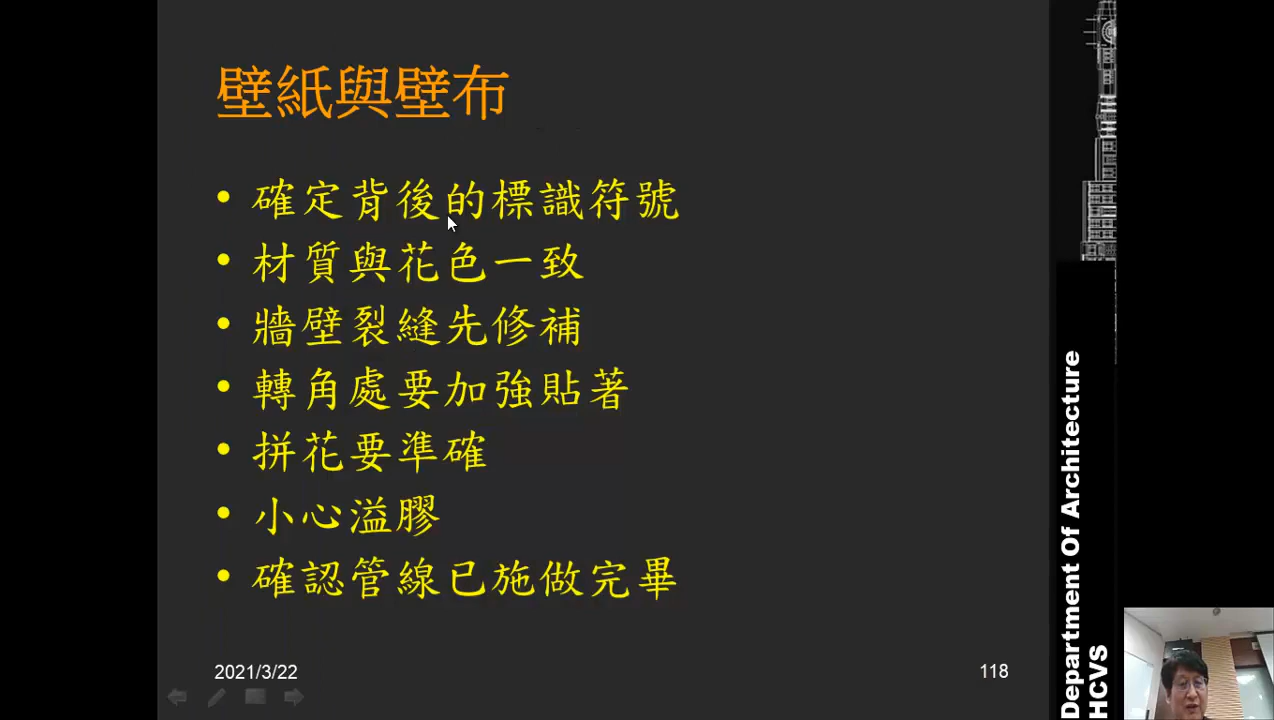 壁紙與壁布
• 確定背後的標識符號
• 材質與花色一致
• 牆壁裂縫先修補
• 轉角處要加強貼著
• 拼花要準確
• 小心溢膠
• 確認管線已施做完畢
2021/3/22
118
Department Of Architecture
HCVS